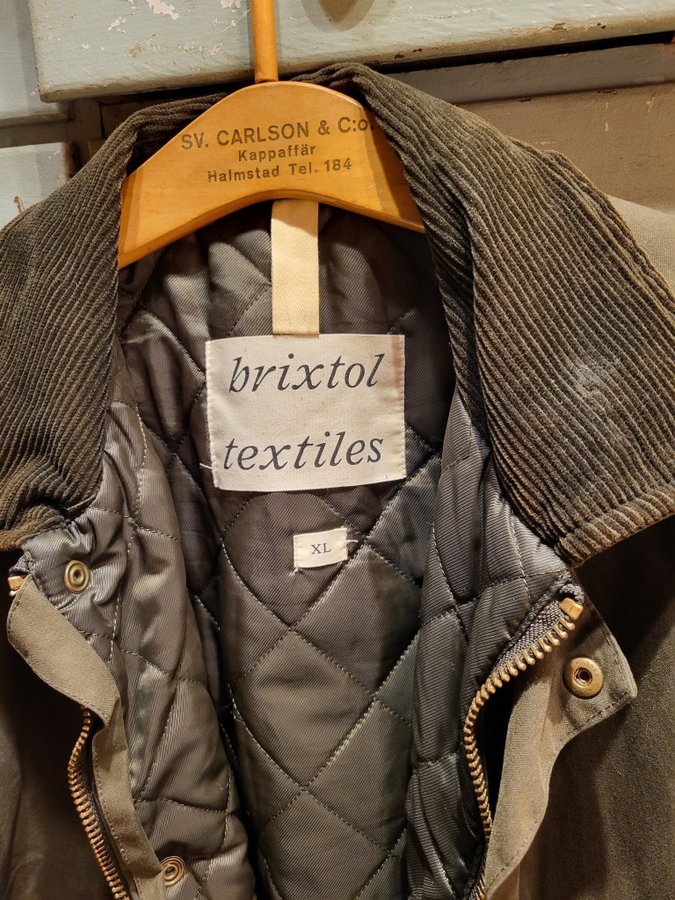 SV. CARLSON & C:o.
Kappaffär
Halmstad Tel. 184
brixtol
textiles
XL